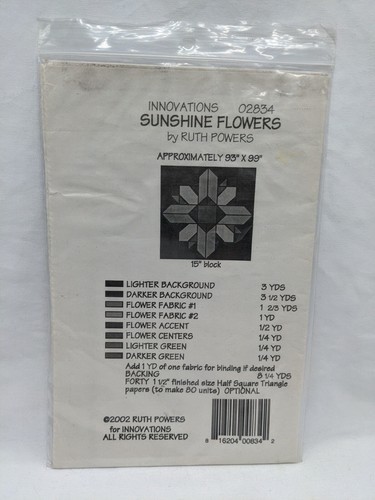 INNOVATIONS 02834
SUNSHINE FLOWERS
by RUTH POWERS
APPROXIMATELY 93" X 99"
15" block
LIGHTER BACKGROUND 3 YDS
DARKER BACKGROUND 3 1/2 YDS
FLOWER FABRIC #1 1 2/3 YDS
FLOWER FABRIC #2 1 YD
FLOWER ACCENT 1/2 YD
FLOWER CENTERS 1/4 YD
LIGHTER GREEN 1/4 YD
DARKER GREEN 1/4 YD
Add 1 YD of one fabric for binding if desired
BACKING 8 1/4 YDS
FORTY 1 1/2" finished size Half Square Triangle
papers (to make 80 units) OPTIONAL
©2002 RUTH POWERS
for INNOVATIONS
ALL RIGHTS RESERVED
8 16204 00834 2